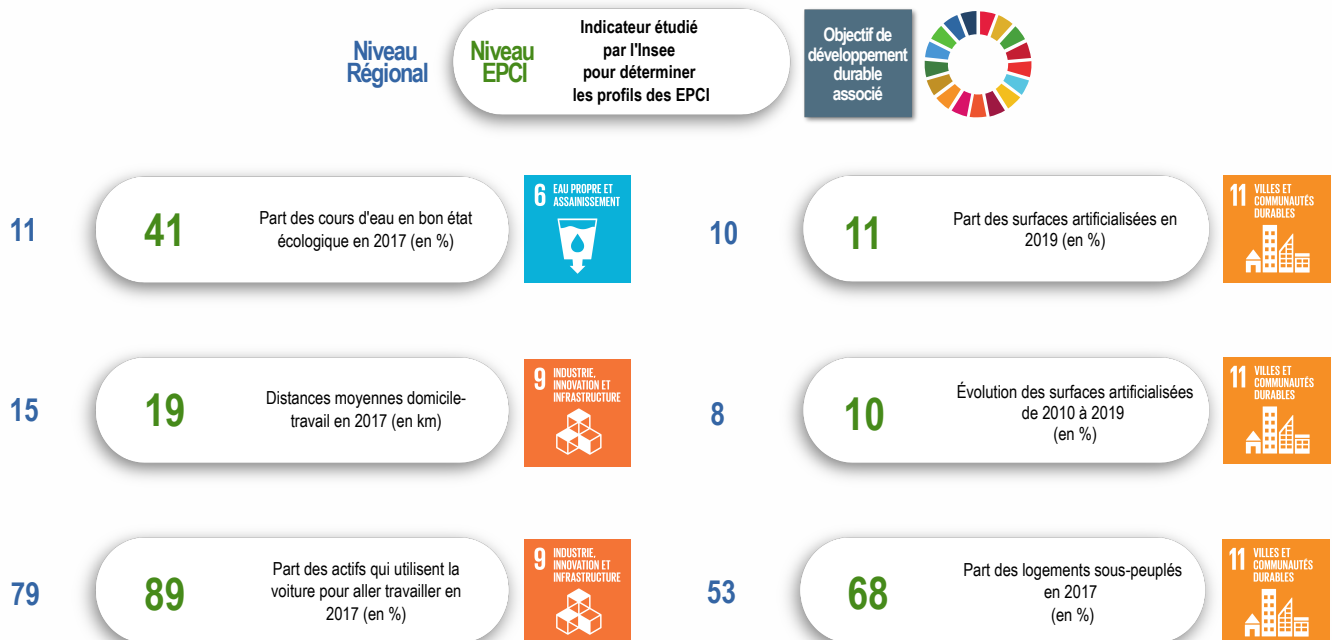 Niveau
Régional
Niveau
EPCI
Indicateur étudié
par l'Insee
pour déterminer
les profils des EPCI
Objectif de
développement
durable
associé
11
41
Part des cours d'eau en bon état
écologique en 2017 (en %)
6 EAU PROPRE ET
ASSAINISSEMENT
10
11
Part des surfaces artificialisées en
2019 (en %)
11 VILLES ET
COMMUNAUTÉS
DURABLES
15
19
Distances moyennes domicile-
travail en 2017 (en km)
9 INDUSTRIE,
INNOVATION ET
INFRASTRUCTURE
8
10
Évolution des surfaces artificialisées
de 2010 à 2019
(en %)
11 VILLES ET
COMMUNAUTÉS
DURABLES
79
89
Part des actifs qui utilisent la
voiture pour aller travailler en
2017 (en %)
9 INDUSTRIE,
INNOVATION ET
INFRASTRUCTURE
53
68
Part des logements sous-peuplés
en 2017
(en %)
11 VILLES ET
COMMUNAUTÉS
DURABLES